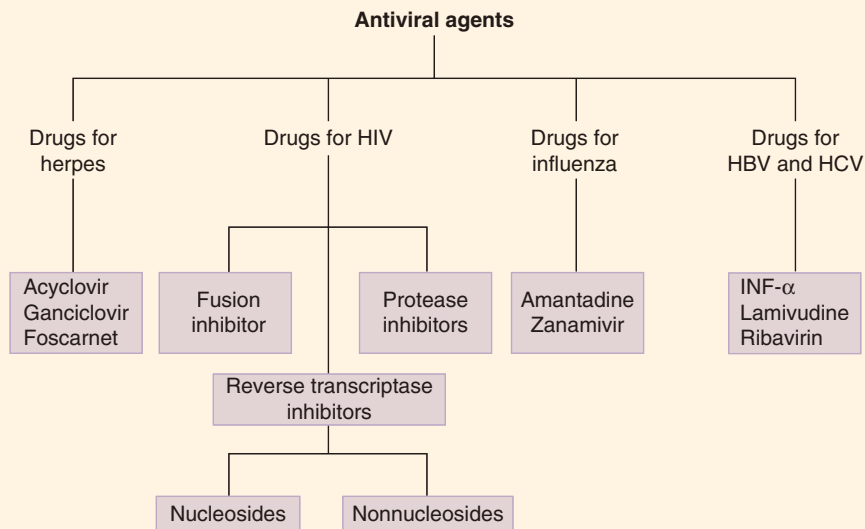 Antiviral agents
Drugs for
herpes
Drugs for HIV
Drugs for
influenza
Drugs for
HBV and HCV
Acyclovir
Ganciclovir
Foscarnet
Fusion
inhibitor
Protease
inhibitors
Amantadine
Zanamivir
INF-α
Lamivudine
Ribavirin
Reverse transcriptase
inhibitors
Nucleosides
Nonnucleosides